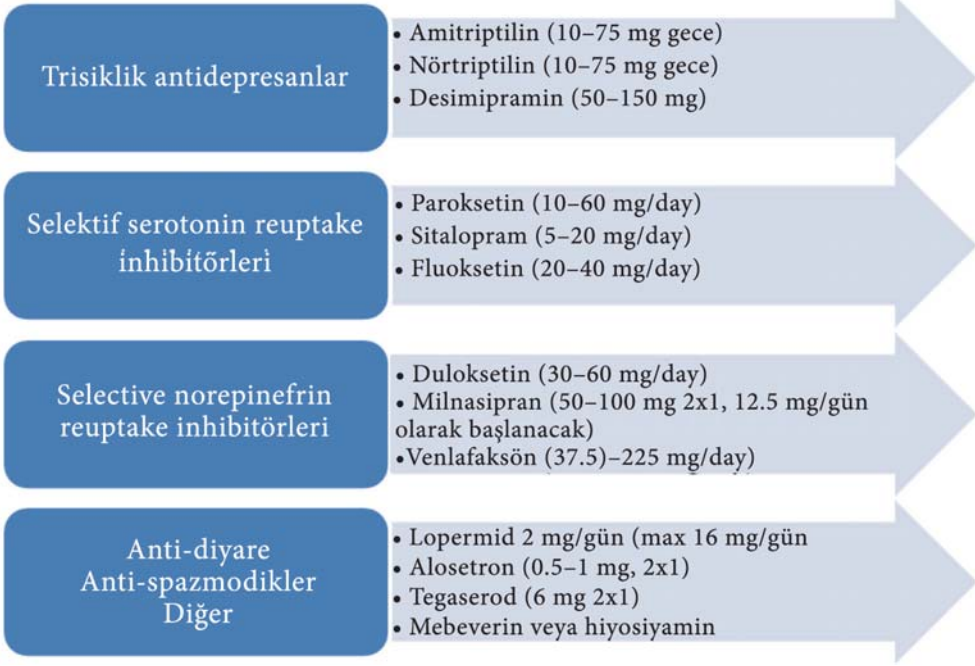 Trisiklik antidepresanlar
• Amitriptilin (10–75 mg gece)
• Nörtriptilin (10–75 mg gece)
• Desimipramin (50–150 mg)
Selektif serotonin reuptake
inhibitőrleri
• Paroksetin (10–60 mg/day)
• Sitalopram (5–20 mg/day)
• Fluoksetin (20–40 mg/day)
Selective norepinefrin
reuptake inhibitörleri
• Duloksetin (30–60 mg/day)
• Milnasipran (50–100 mg 2x1, 12.5 mg/gün
olarak başlanacak)
•Venlafaksön (37.5)–225 mg/day)
Anti-diyare
Anti-spazmodikler
Diğer
• Lopermid 2 mg/gün (max 16 mg/gün
• Alosetron (0.5–1 mg, 2x1)
• Tegaserod (6 mg 2x1)
• Mebeverin veya hiyosiyamin